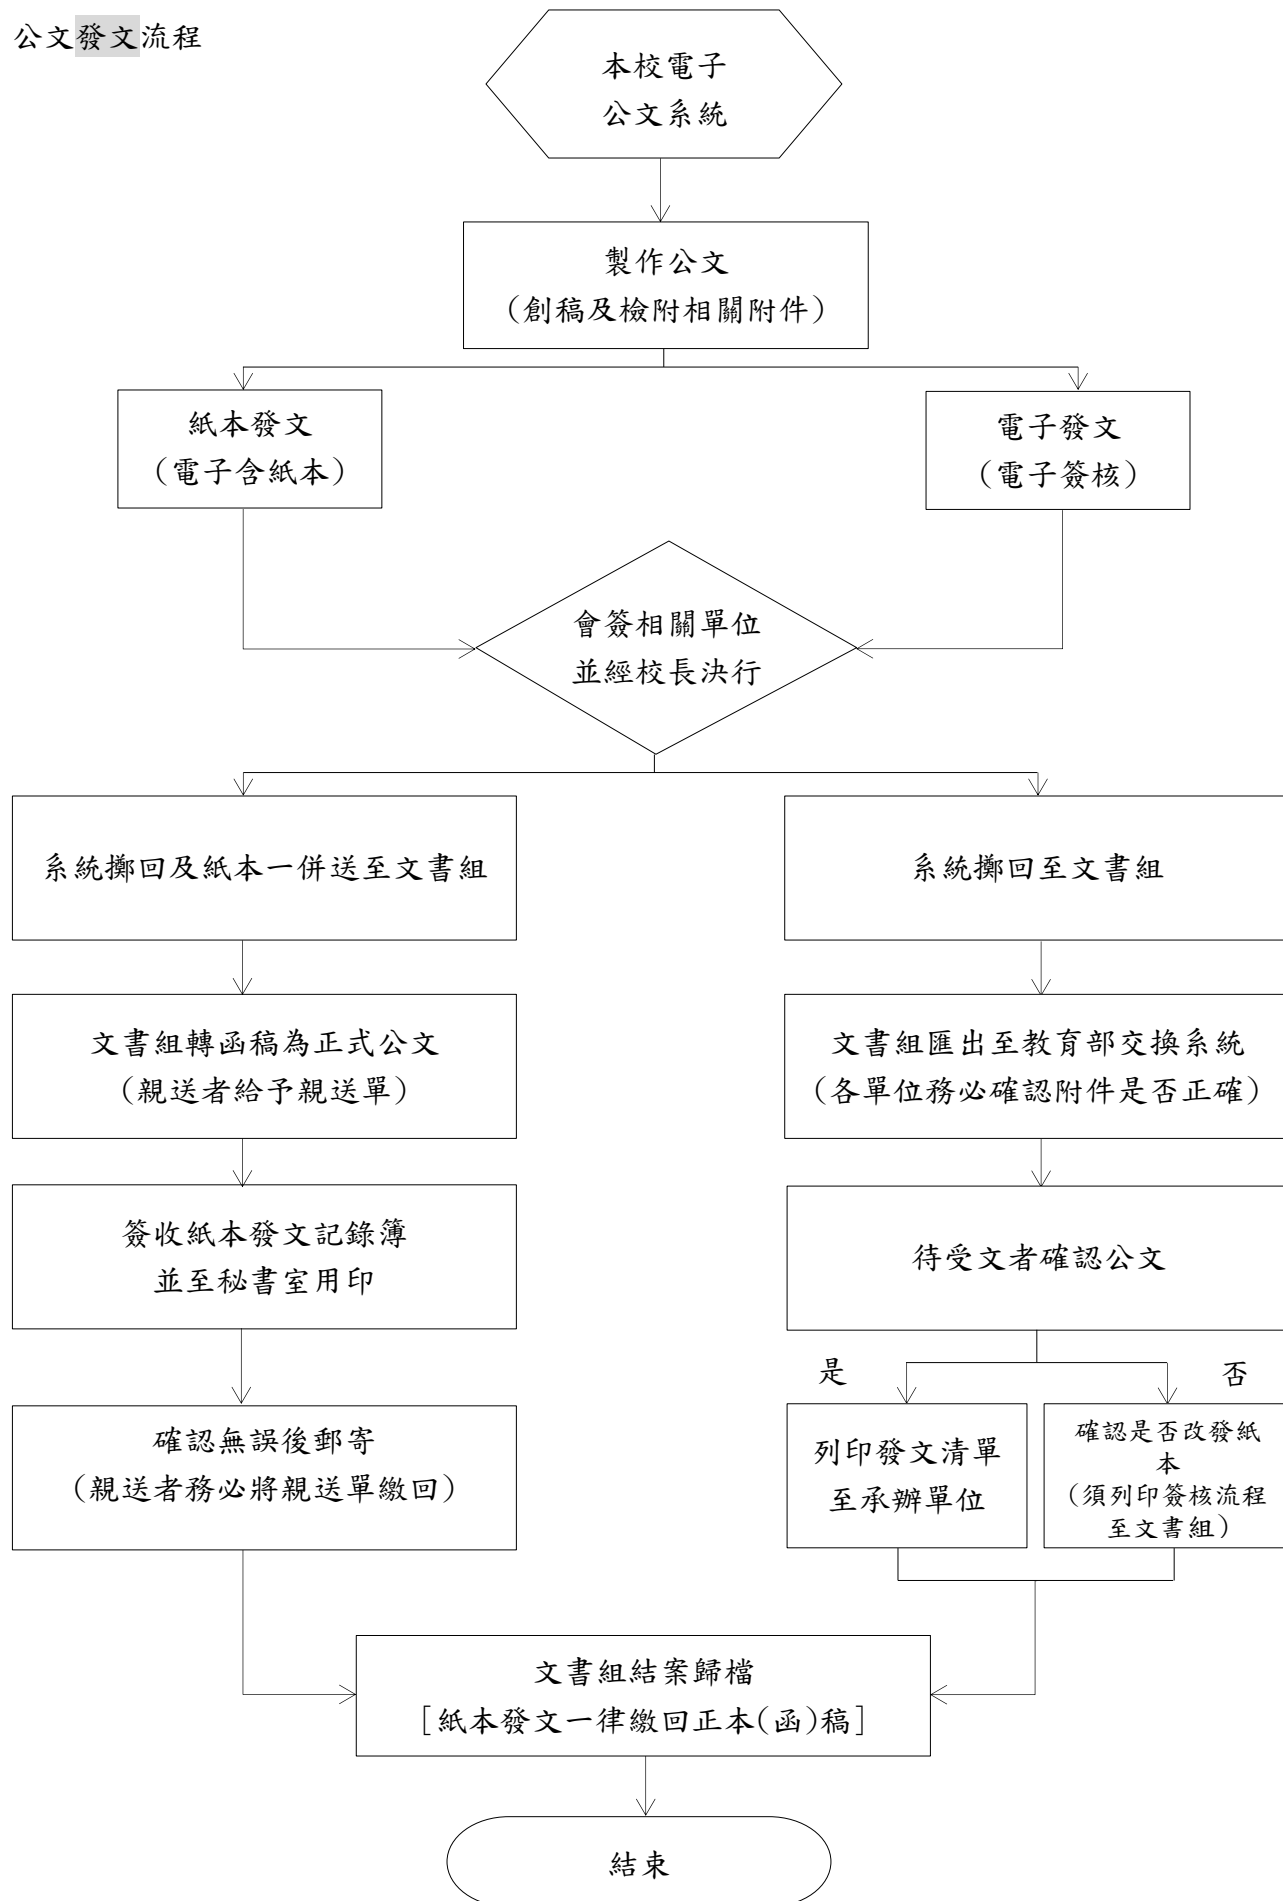 公文發文流程
本校電子
公文系統
製作公文
(創稿及檢附相關附件)
紙本發文
(電子含紙本)
電子發文
(電子簽核)
會簽相關單位
並經校長決行
系統擲回及紙本一併送至文書組
系統擲回至文書組
文書組轉函稿為正式公文
(親送者給予親送單)
文書組匯出至教育部交換系統
(各單位務必確認附件是否正確)
簽收紙本發文記錄簿
並至秘書室用印
待受文者確認公文
是
否
確認無誤後郵寄
(親送者務必將親送單繳回)
列印發文清單
至承辦單位
確認是否改發紙
本
(須列印簽核流程
至文書組)
文書組結案歸檔
[紙本發文一律繳回正本(函)稿]
結束